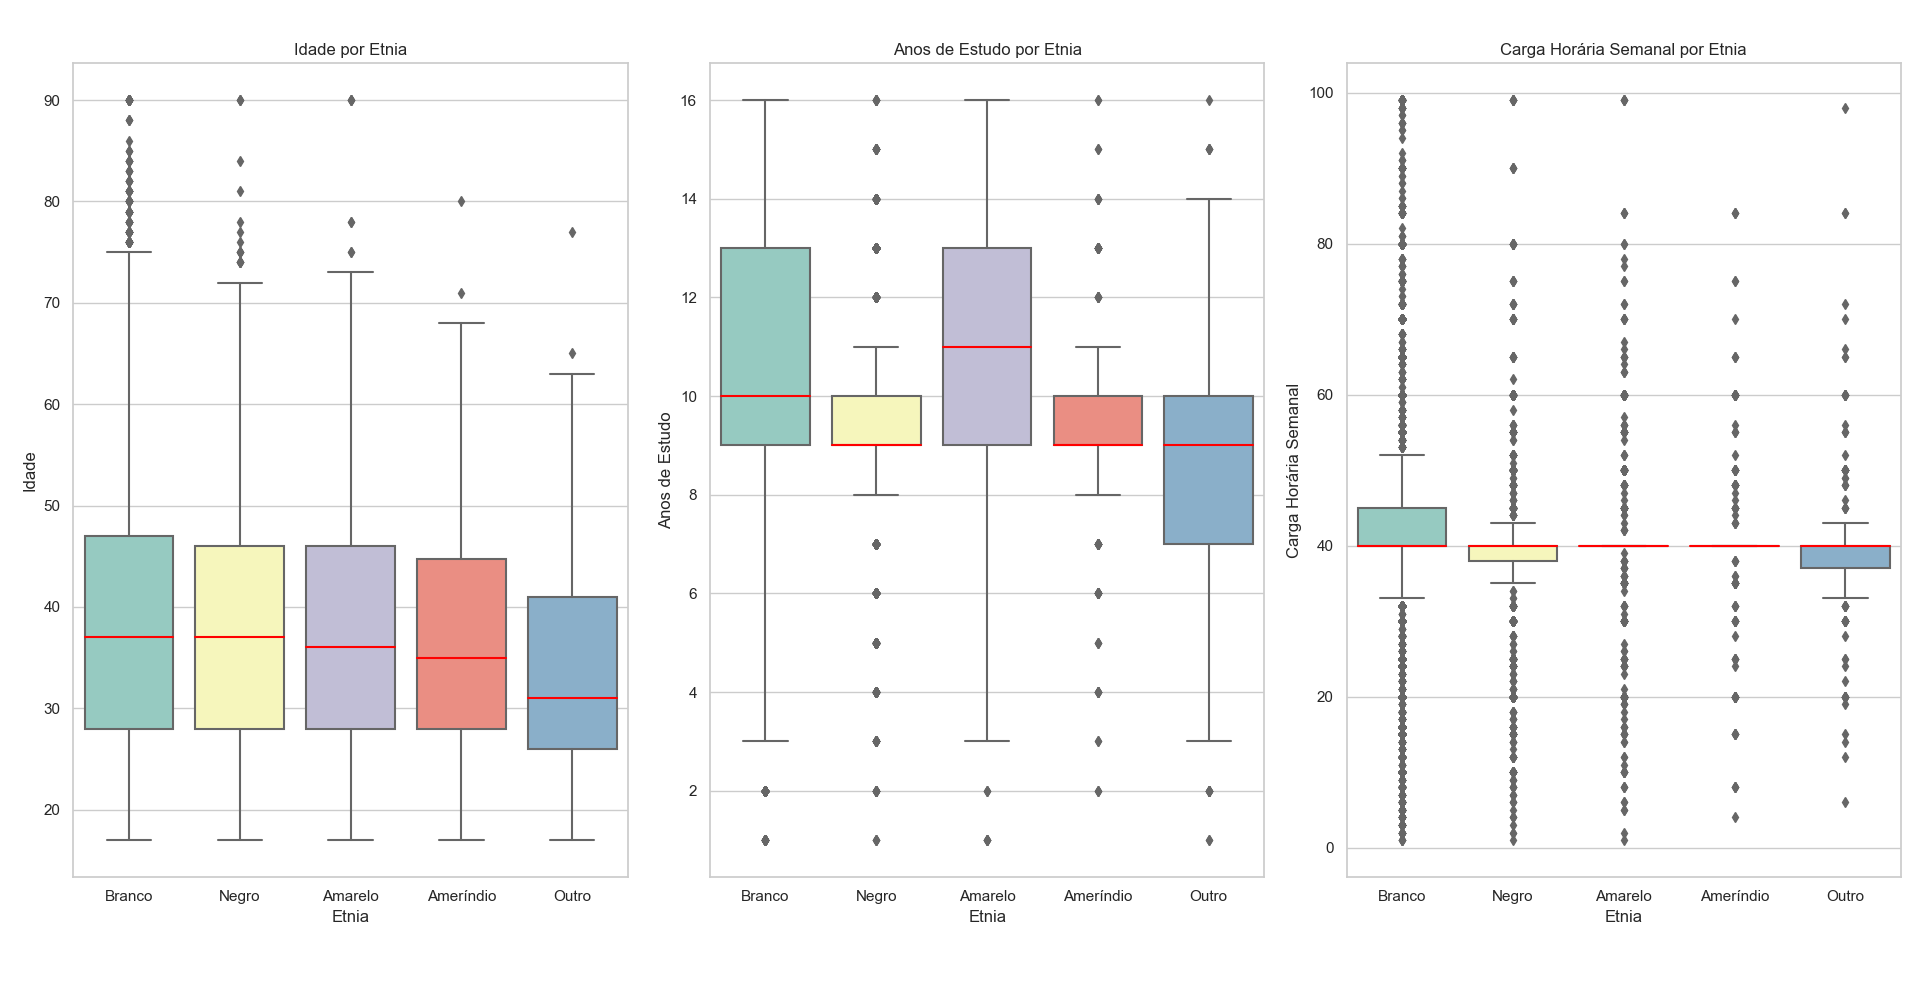 Idade por Etnia
Idade
90
80
70
60
50
40
30
20
Branco Negro Amarelo Ameríndio Outro
Etnia
Anos de Estudo por Etnia
Anos de Estudo
16
14
12
10
8
6
4
2
Branco Negro Amarelo Ameríndio Outro
Etnia
Carga Horária Semanal por Etnia
Carga Horária Semanal
100
80
60
40
20
0
Branco Negro Amarelo Ameríndio Outro
Etnia